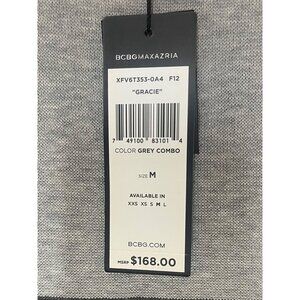 BCBGMAXAZRIA
XFV6T353-0A4 F12
"GRACIE"
7 49100 83101 4
COLOR GREY COMBO
SIZE M
AVAILABLE IN
XXS XS S M L
BCBG.COM
MSRP $168.00